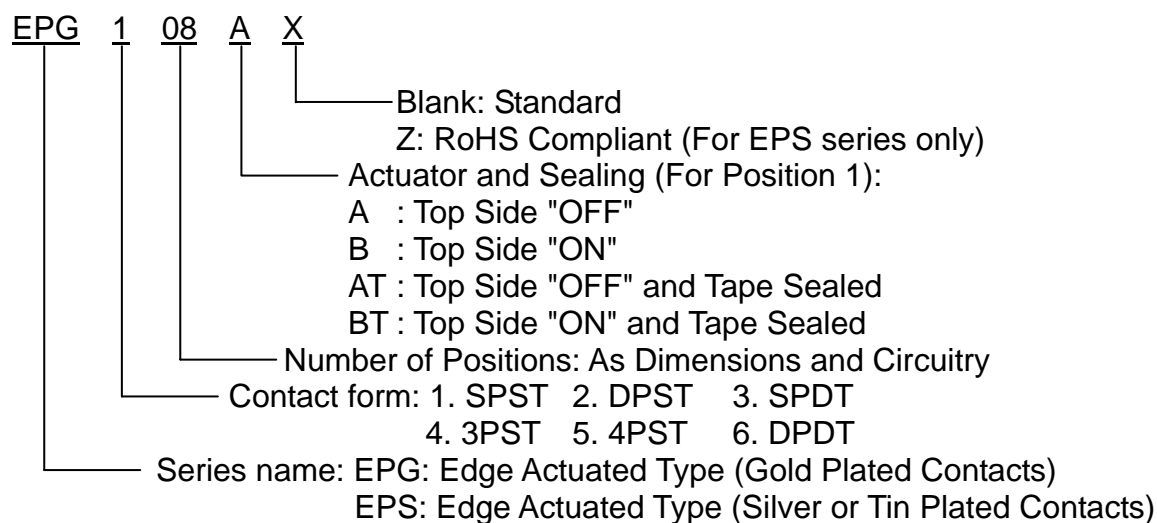 EPG 1 08 A X
Blank: Standard
Z: RoHS Compliant (For EPS series only)
Actuator and Sealing (For Position 1):
A : Top Side "OFF"
B : Top Side "ON"
AT : Top Side "OFF" and Tape Sealed
BT : Top Side "ON" and Tape Sealed
Number of Positions: As Dimensions and Circuitry
Contact form: 1. SPST 2. DPST 3. SPDT
4. 3PST 5. 4PST 6. DPDT
Series name: EPG: Edge Actuated Type (Gold Plated Contacts)
EPS: Edge Actuated Type (Silver or Tin Plated Contacts)